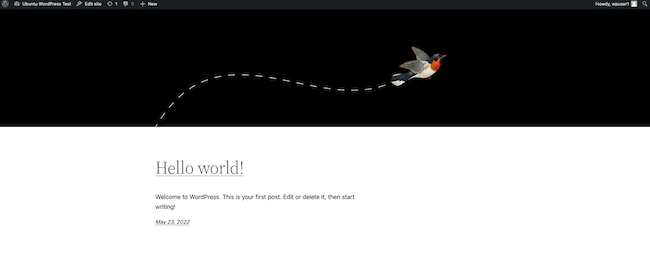 Ubuntu WordPress Test Edit site 1 0 New Howdy, wpuser1
Hello world!
Welcome to WordPress. This is your first post. Edit or delete it, then start
writing!
May 23, 2022